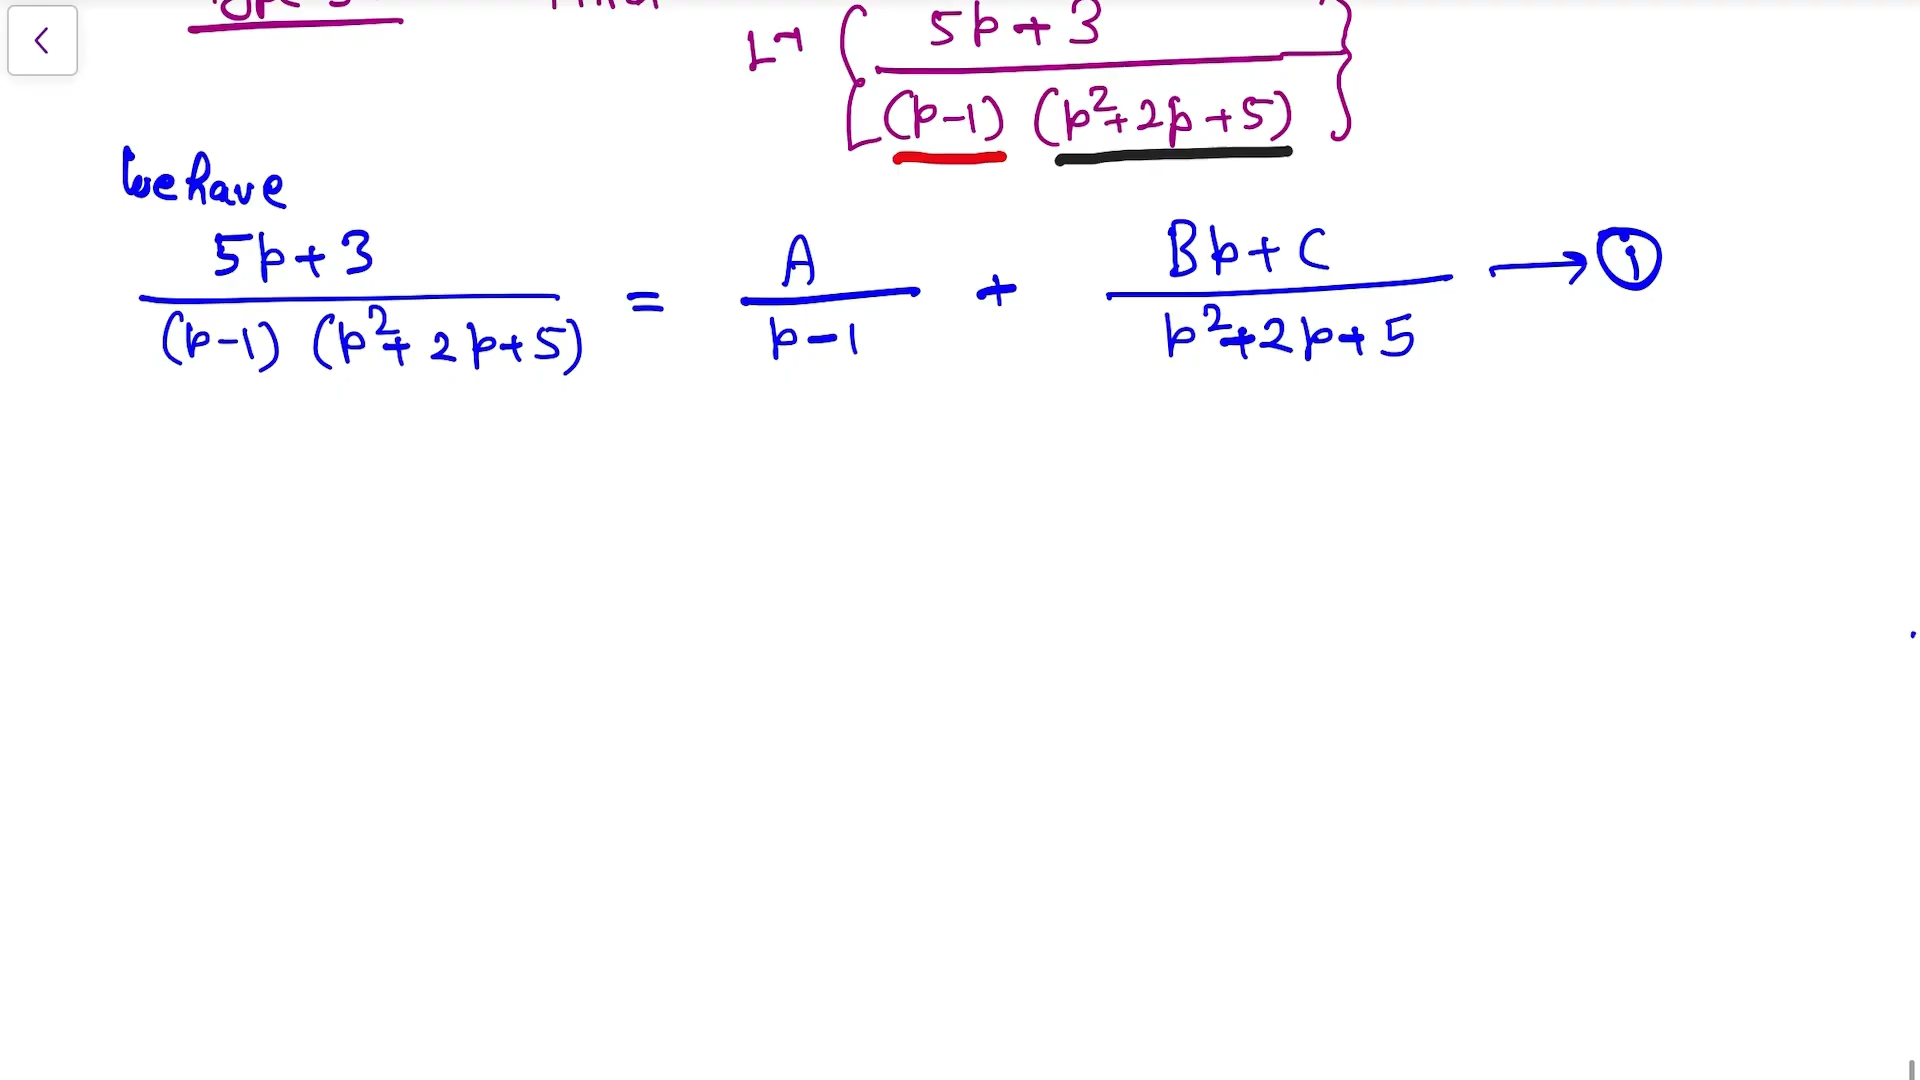 L⁻¹ { 5p + 3
(p-1) (p²+2p+5) }
we have
5p+3 / (p-1) (p²+2p+5) = A / p-1 + Bp+C / p²+2p+5 → ①